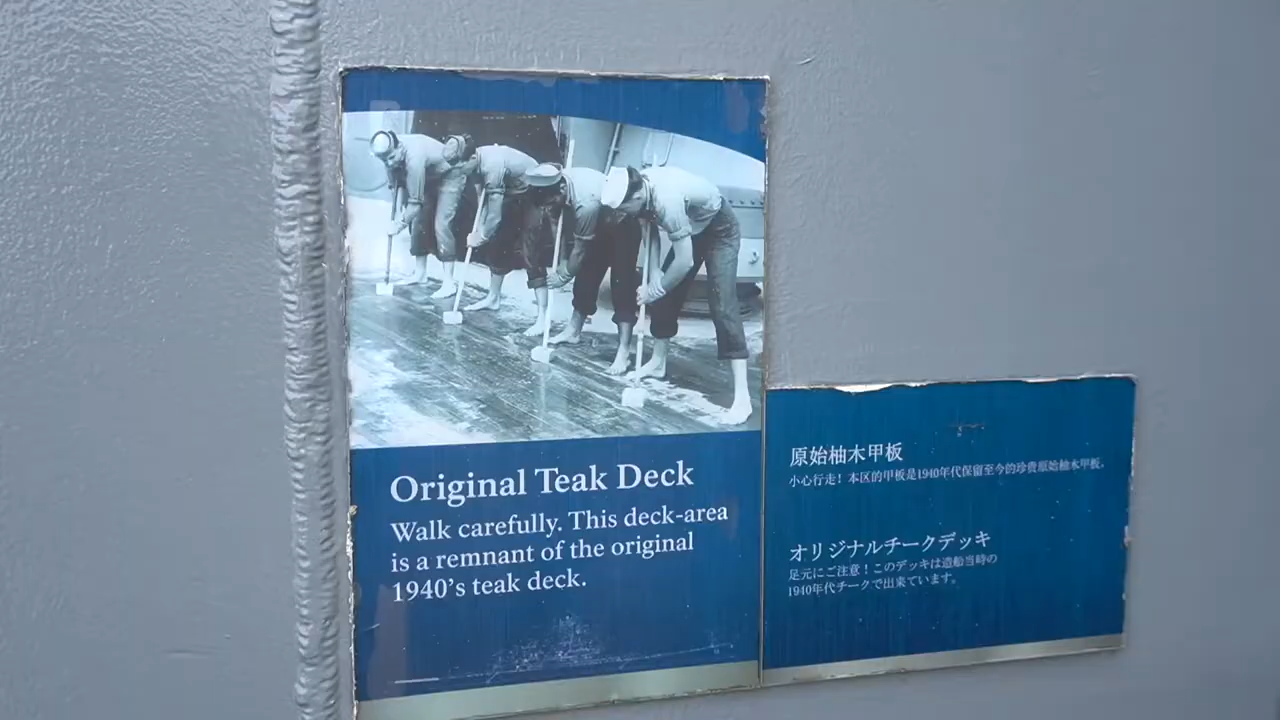 Original Teak Deck
Walk carefully. This deck-area
is a remnant of the original
1940’s teak deck.
原始柚木甲板
小心行走！本区的甲板是1940年代保留至今的珍贵原始柚木甲板。
オリジナルチークデッキ
足元にご注意！このデッキは造船当時の
1940年代チークで出来ています。